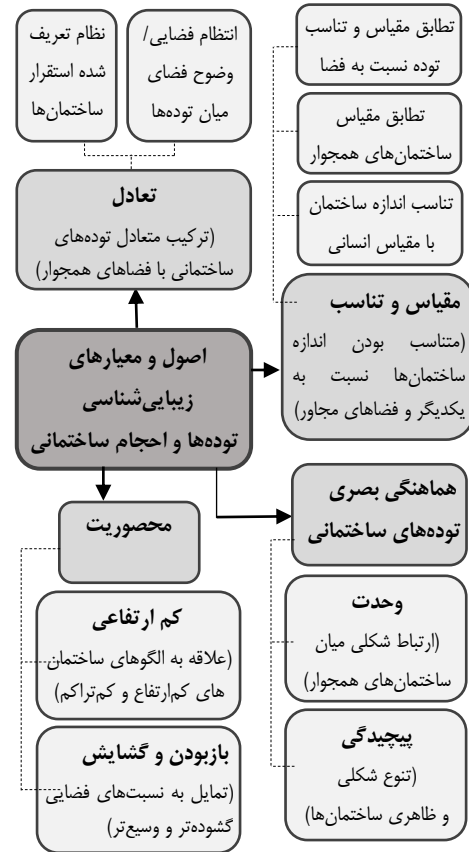 انتظام فضایی/
وضوح فضای
میان توده‌ها
نظام تعریف
شده استقرار
ساختمان‌ها
تعادل
(ترکیب متعادل توده‌های
ساختمانی با فضاهای همجوار)
تطابق مقیاس و تناسب
توده نسبت به فضا
تطابق مقیاس
ساختمان‌های همجوار
تناسب اندازه ساختمان
با مقیاس انسانی
مقیاس و تناسب
(متناسب بودن اندازه
ساختمان‌ها نسبت به
یکدیگر و فضاهای مجاور)
اصول و معیارهای
زیبایی‌شناسی
توده‌ها و احجام ساختمانی
هماهنگی بصری
توده‌های ساختمانی
وحدت
(ارتباط شکلی میان
ساختمان‌های همجوار)
پیچیدگی
(تنوع شکلی
و ظاهری ساختمان‌ها)
محصوریت
کم ارتفاعی
(علاقه به الگوهای ساختمان
های کم‌ارتفاع و کم‌تراکم)
بازبودن و گشایش
(تمایل به نسبت‌های فضایی
گشوده‌تر و وسیع‌تر)